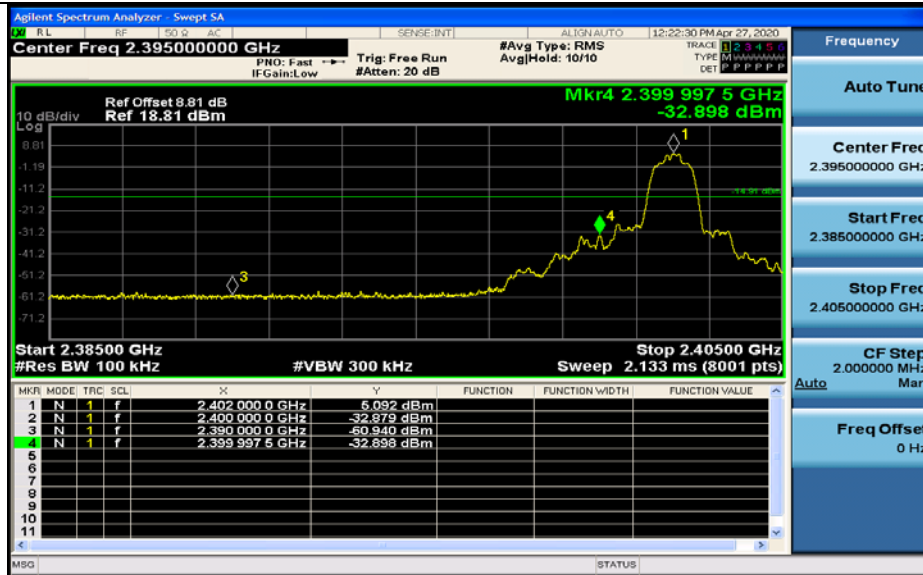 Agilent Spectrum Analyzer - Swept SA
RL RF 50 Ω AC SENSE:INT ALIGN AUTO 12:22:30 PM Apr 27, 2020
Center Freq 2.395000000 GHz
PNO: Fast
IFGain:Low
Trig: Free Run
#Atten: 20 dB
#Avg Type: RMS
Avg|Hold: 10/10
TRACE 1 2 3 4 5 6
TYPE M
DET P P P P P P
Mkr4 2.399 997 5 GHz
-32.898 dBm
Ref Offset 8.81 dB
Ref 18.81 dBm
10 dB/div
Log
8.81
-1.19
-11.2
-21.2
-31.2
-41.2
-51.2
-61.2
-71.2
1
-14.91 dBm
4
3
Start 2.38500 GHz Stop 2.40500 GHz
#Res BW 100 kHz #VBW 300 kHz Sweep 2.133 ms (8001 pts)
MKR MODE TRC SCL X Y FUNCTION FUNCTION WIDTH FUNCTION VALUE
1 N 1 f 2.402 000 0 GHz 5.092 dBm
2 N 1 f 2.400 000 0 GHz -32.879 dBm
3 N 1 f 2.390 000 0 GHz -60.940 dBm
4 N 1 f 2.399 997 5 GHz -32.898 dBm
5
6
7
8
9
10
11
MSG STATUS
Frequency
Auto Tune
Center Freq
2.395000000 GHz
Start Freq
2.385000000 GHz
Stop Freq
2.405000000 GHz
CF Step
2.000000 MHz
Auto Man
Freq Offset
0 Hz